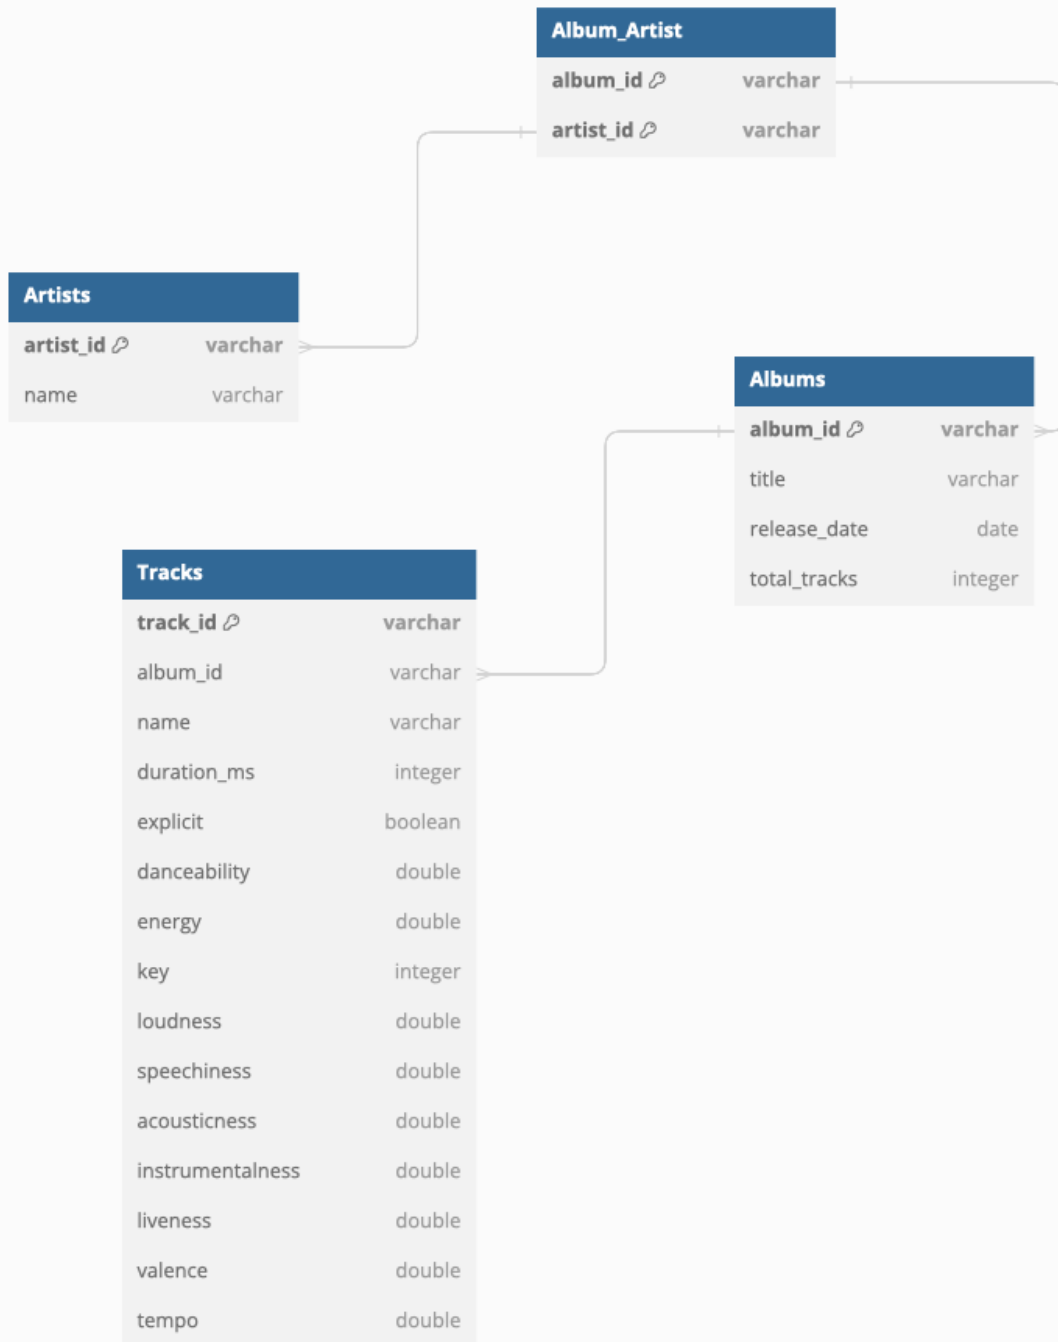 Album_Artist
album_id varchar
artist_id varchar
Artists
artist_id varchar
name varchar
Albums
album_id varchar
title varchar
release_date date
total_tracks integer
Tracks
track_id varchar
album_id varchar
name varchar
duration_ms integer
explicit boolean
danceability double
energy double
key integer
loudness double
speechiness double
acousticness double
instrumentalness double
liveness double
valence double
tempo double